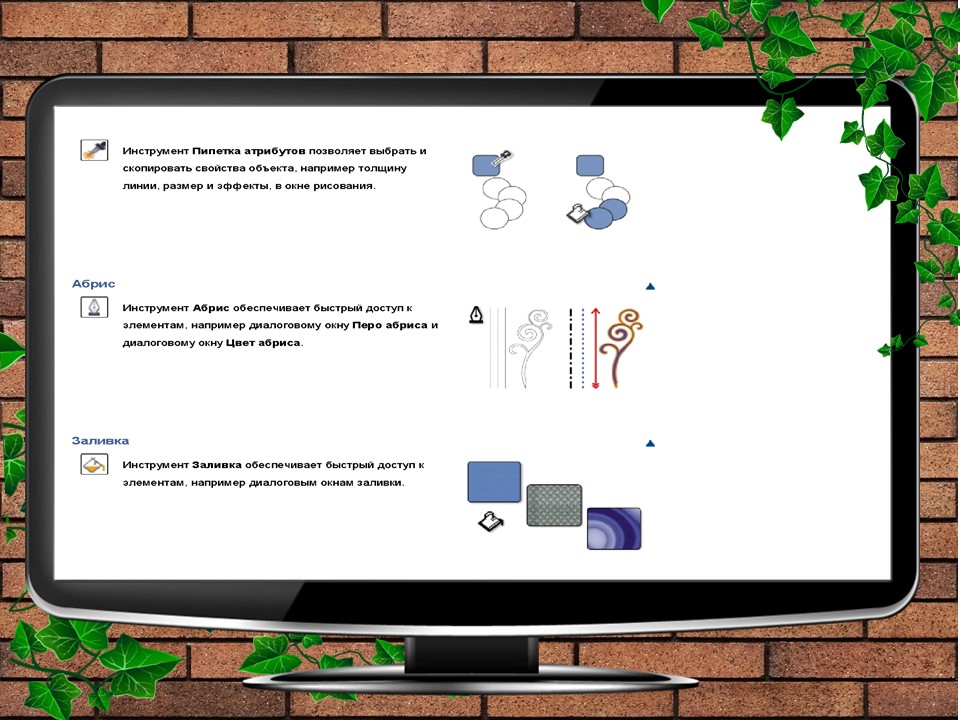 Инструмент Пипетка атрибутов позволяет выбрать и
скопировать свойства объекта, например толщину
линии, размер и эффекты, в окне рисования.
Абрис
Инструмент Абрис обеспечивает быстрый доступ к
элементам, например диалоговому окну Перо абриса и
диалоговому окну Цвет абриса.
Заливка
Инструмент Заливка обеспечивает быстрый доступ к
элементам, например диалоговым окнам заливки.